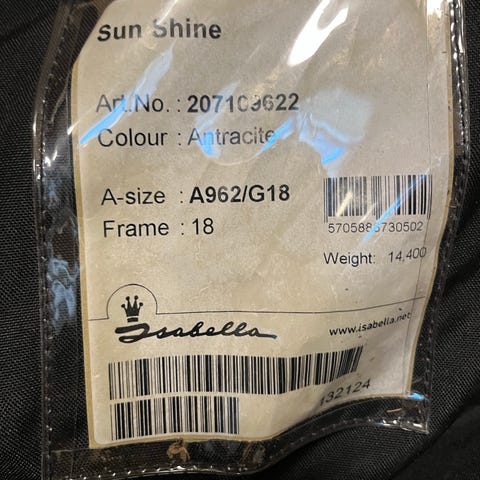 Sun Shine
Art.No. : 207109622
Colour : Antracite
A-size : A962/G18
Frame : 18
5705883730502
Weight: 14,400
Isabella
www.isabella.net
132124